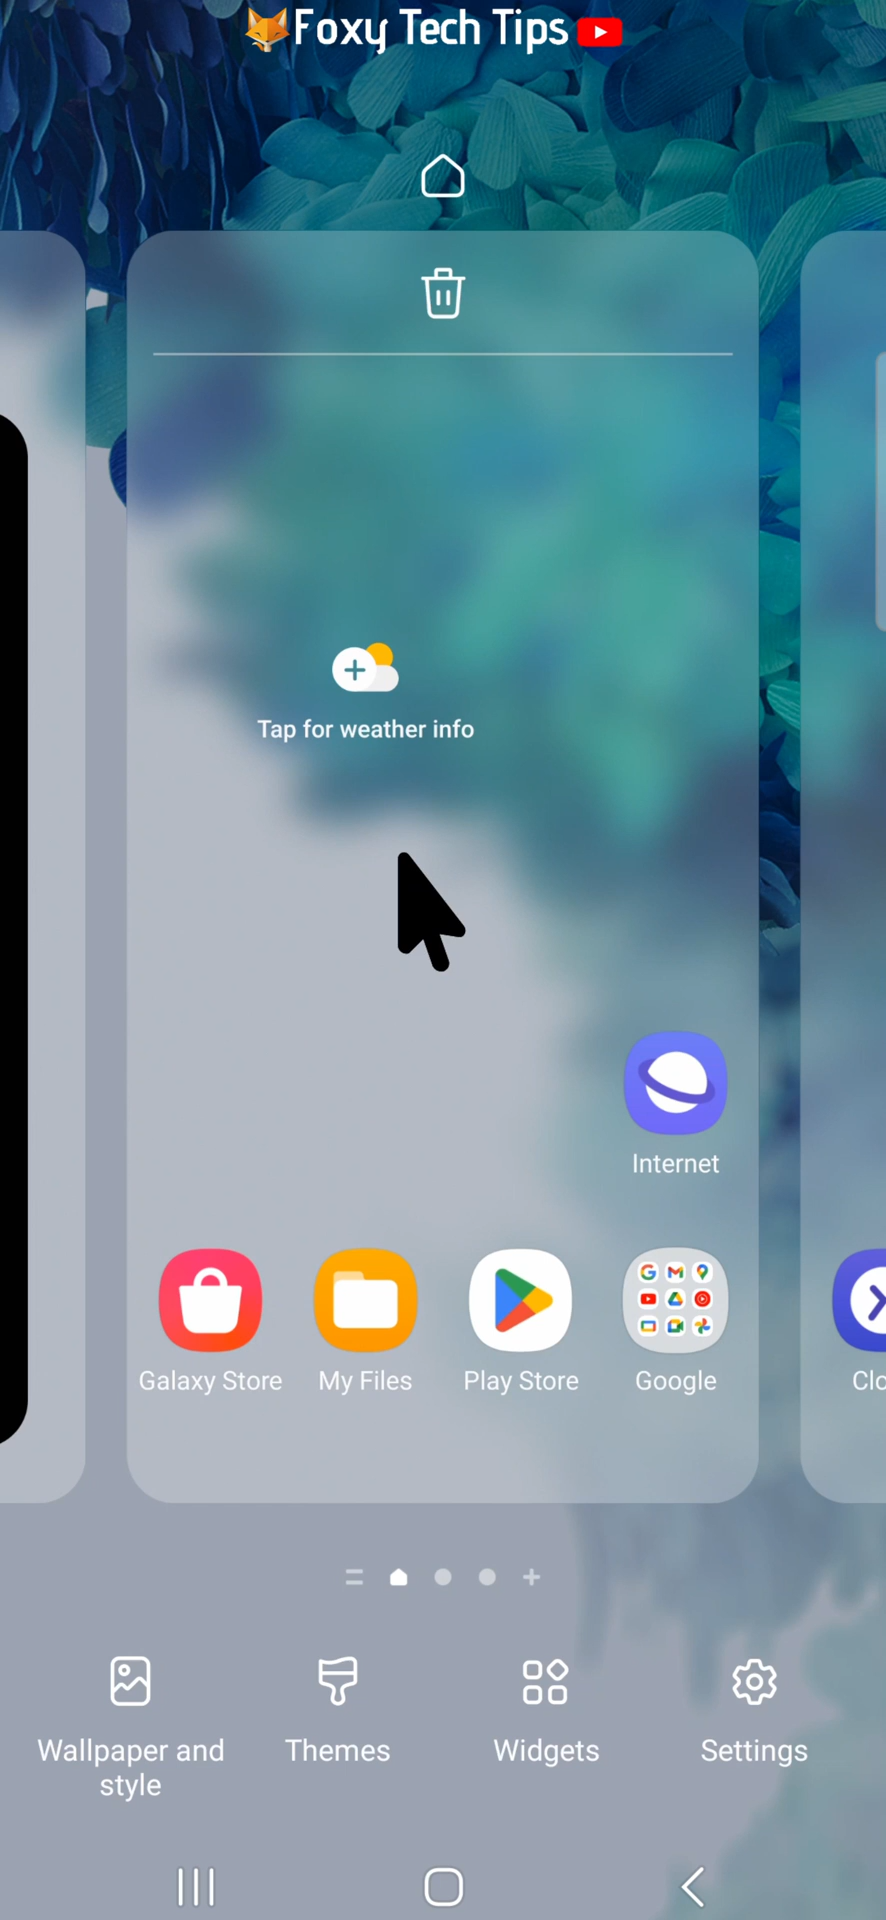 Foxy Tech Tips
Tap for weather info
Internet
Galaxy Store My Files Play Store Google
Clo
Wallpaper and style Themes Widgets Settings